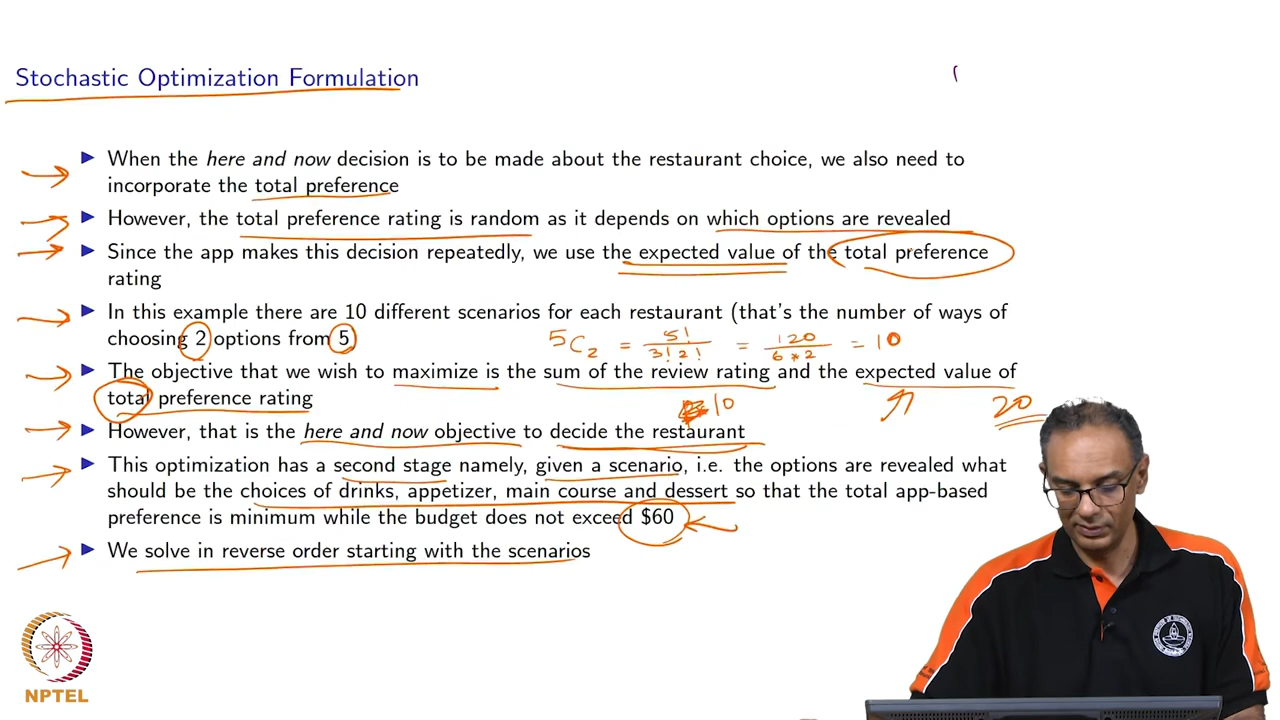 Stochastic Optimization Formulation
When the here and now decision is to be made about the restaurant choice, we also need to
incorporate the total preference
However, the total preference rating is random as it depends on which options are revealed
Since the app makes this decision repeatedly, we use the expected value of the total preference
rating
In this example there are 10 different scenarios for each restaurant (that's the number of ways of
choosing 2 options from 5
5C2 = 5!/3!2! = 120/6*2 = 10
The objective that we wish to maximize is the sum of the review rating and the expected value of
total preference rating
10 20
However, that is the here and now objective to decide the restaurant
This optimization has a second stage namely, given a scenario, i.e. the options are revealed what
should be the choices of drinks, appetizer, main course and dessert so that the total app-based
preference is minimum while the budget does not exceed $60
We solve in reverse order starting with the scenarios
NPTEL